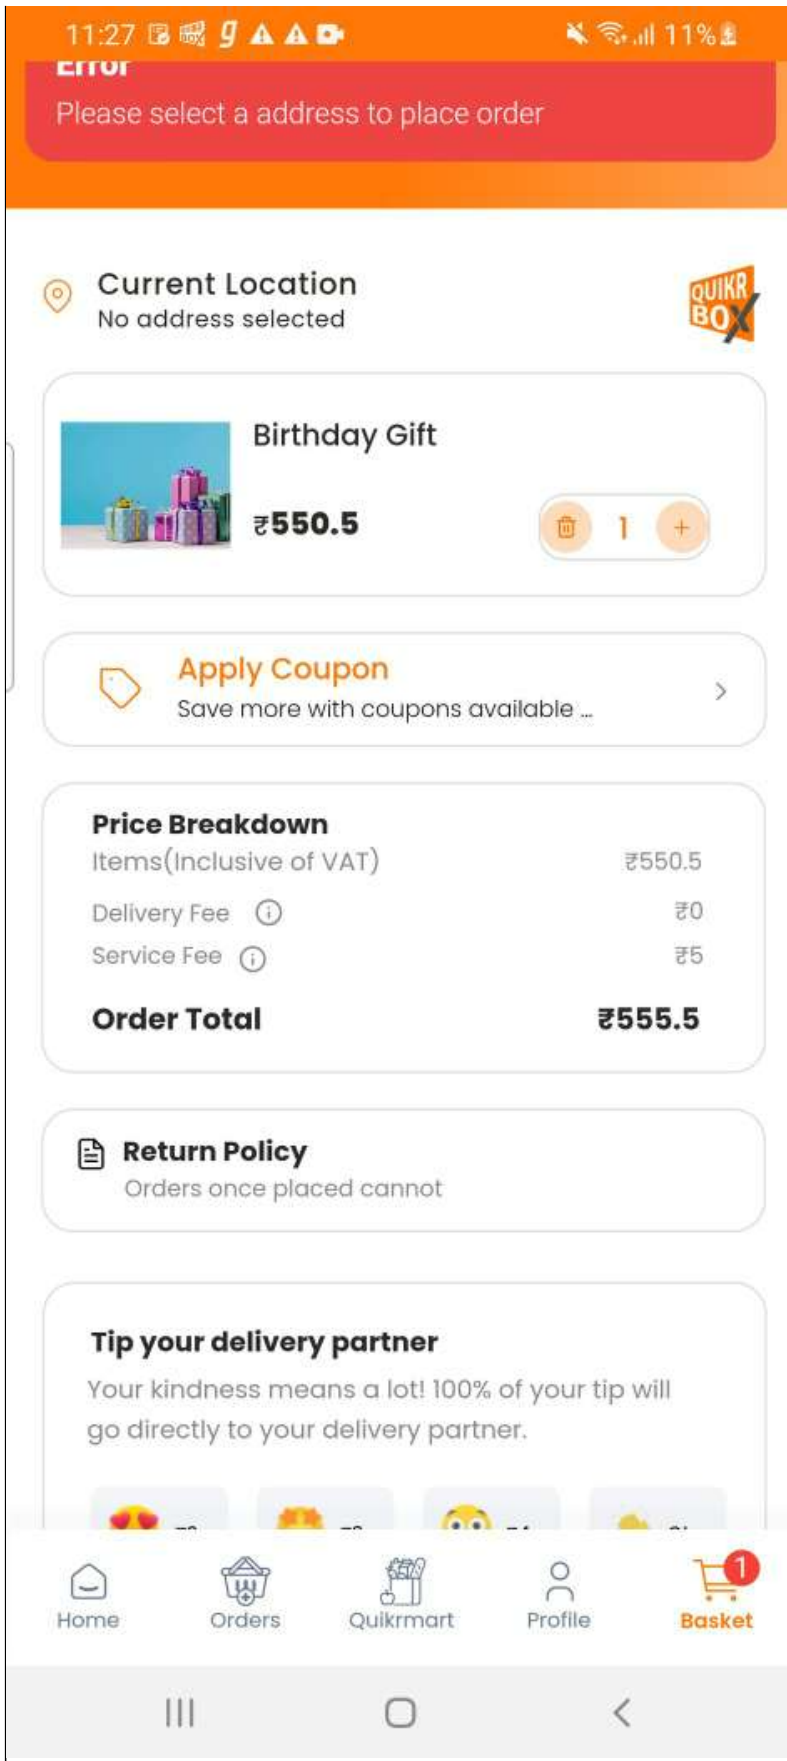 11:27 g 11%
Error
Please select a address to place order
Current Location
No address selected
QUIKR
BOX
Birthday Gift
₹550.5
1
Apply Coupon
Save more with coupons available ...
Price Breakdown
Items(Inclusive of VAT) ₹550.5
Delivery Fee ₹0
Service Fee ₹5
Order Total ₹555.5
Return Policy
Orders once placed cannot
Tip your delivery partner
Your kindness means a lot! 100% of your tip will
go directly to your delivery partner.
1
Home Orders Quikrmart Profile Basket